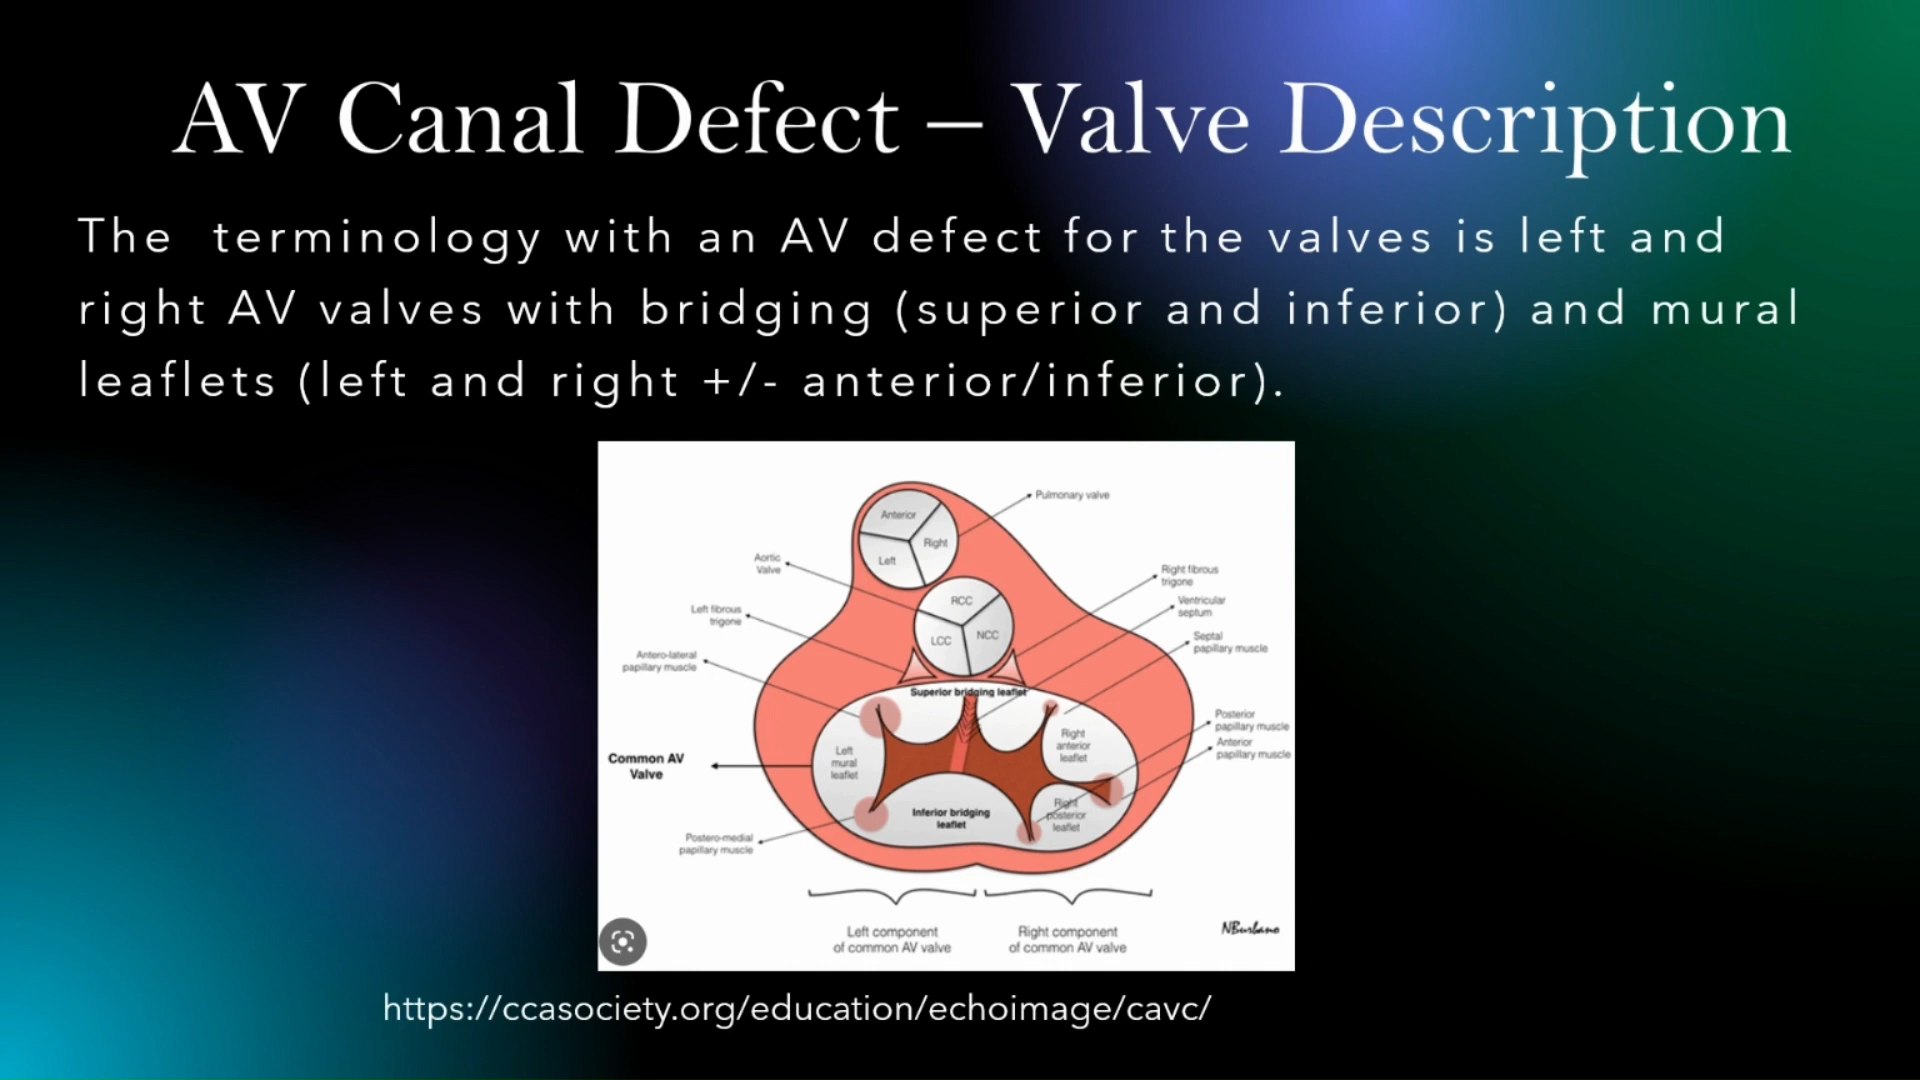 AV Canal Defect – Valve Description
The terminology with an AV defect for the valves is left and
right AV valves with bridging (superior and inferior) and mural
leaflets (left and right +/- anterior/inferior).
Pulmonary valve
Anterior
Right
Left
Aortic
Valve
Right fibrous
trigone
RCC
Ventricular
septum
Left fibrous
trigone
LCC
NCC
Septal
papillary muscle
Antero-lateral
papillary muscle
Superior bridging leaflet
Posterior
papillary muscle
Right
anterior
leaflet
Anterior
papillary muscle
Left
mural
leaflet
Common AV
Valve
Right
posterior
leaflet
Inferior bridging
leaflet
Postero-medial
papillary muscle
Left component
of common AV valve
Right component
of common AV valve
NBurbano
https://ccasociety.org/education/echoimage/cavc/